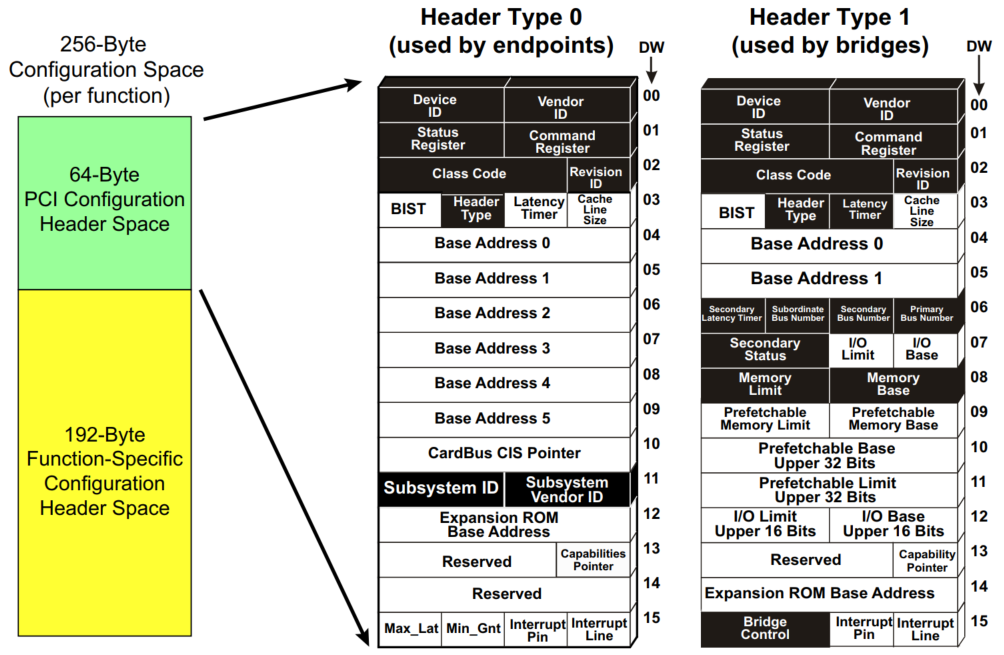 256-Byte
Configuration Space
(per function)
64-Byte
PCI Configuration
Header Space
192-Byte
Function-Specific
Configuration
Header Space
Header Type 0
(used by endpoints)
DW
Device
ID
Vendor
ID
00
Status
Register
Command
Register
01
Class Code
Revision
ID
02
BIST
Header
Type
Latency
Timer
Cache
Line
Size
03
Base Address 0
04
Base Address 1
05
Base Address 2
06
Base Address 3
07
Base Address 4
08
Base Address 5
09
CardBus CIS Pointer
10
Subsystem ID
Subsystem
Vendor ID
11
Expansion ROM
Base Address
12
Reserved
Capabilities
Pointer
13
Reserved
14
Max_Lat
Min_Gnt
Interrupt
Pin
Interrupt
Line
15
Header Type 1
(used by bridges)
DW
Device
ID
Vendor
ID
00
Status
Register
Command
Register
01
Class Code
Revision
ID
02
BIST
Header
Type
Latency
Timer
Cache
Line
Size
03
Base Address 0
04
Base Address 1
05
Secondary
Latency Timer
Subordinate
Bus Number
Secondary
Bus Number
Primary
Bus Number
06
Secondary
Status
I/O
Limit
I/O
Base
07
Memory
Limit
Memory
Base
08
Prefetchable
Memory Limit
Prefetchable
Memory Base
09
Prefetchable Base
Upper 32 Bits
10
Prefetchable Limit
Upper 32 Bits
11
I/O Limit
Upper 16 Bits
I/O Base
Upper 16 Bits
12
Reserved
Capability
Pointer
13
Expansion ROM Base Address
14
Bridge
Control
Interrupt
Pin
Interrupt
Line
15